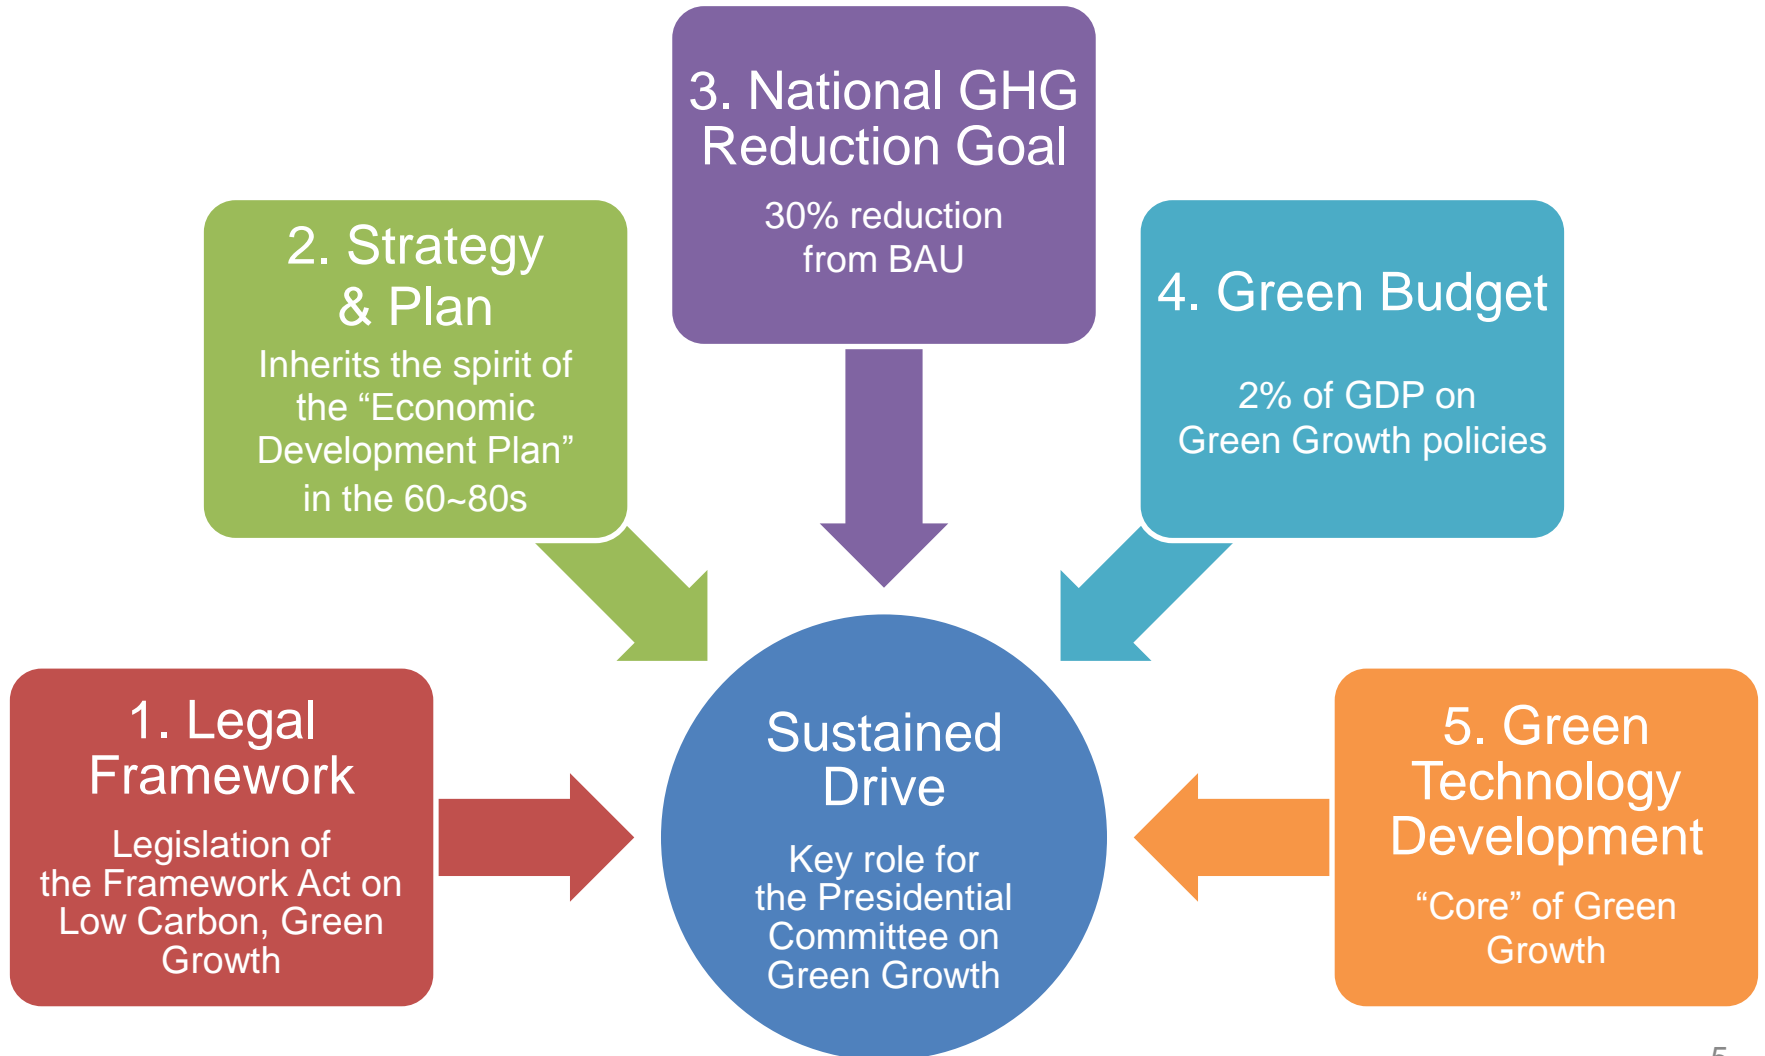 3. National GHG
Reduction Goal
30% reduction
from BAU
2. Strategy
& Plan
Inherits the spirit of
the “Economic
Development Plan”
in the 60~80s
4. Green Budget
2% of GDP on
Green Growth policies
1. Legal
Framework
Legislation of
the Framework Act on
Low Carbon, Green
Growth
Sustained
Drive
Key role for
the Presidential
Committee on
Green Growth
5. Green
Technology
Development
“Core” of Green
Growth
5